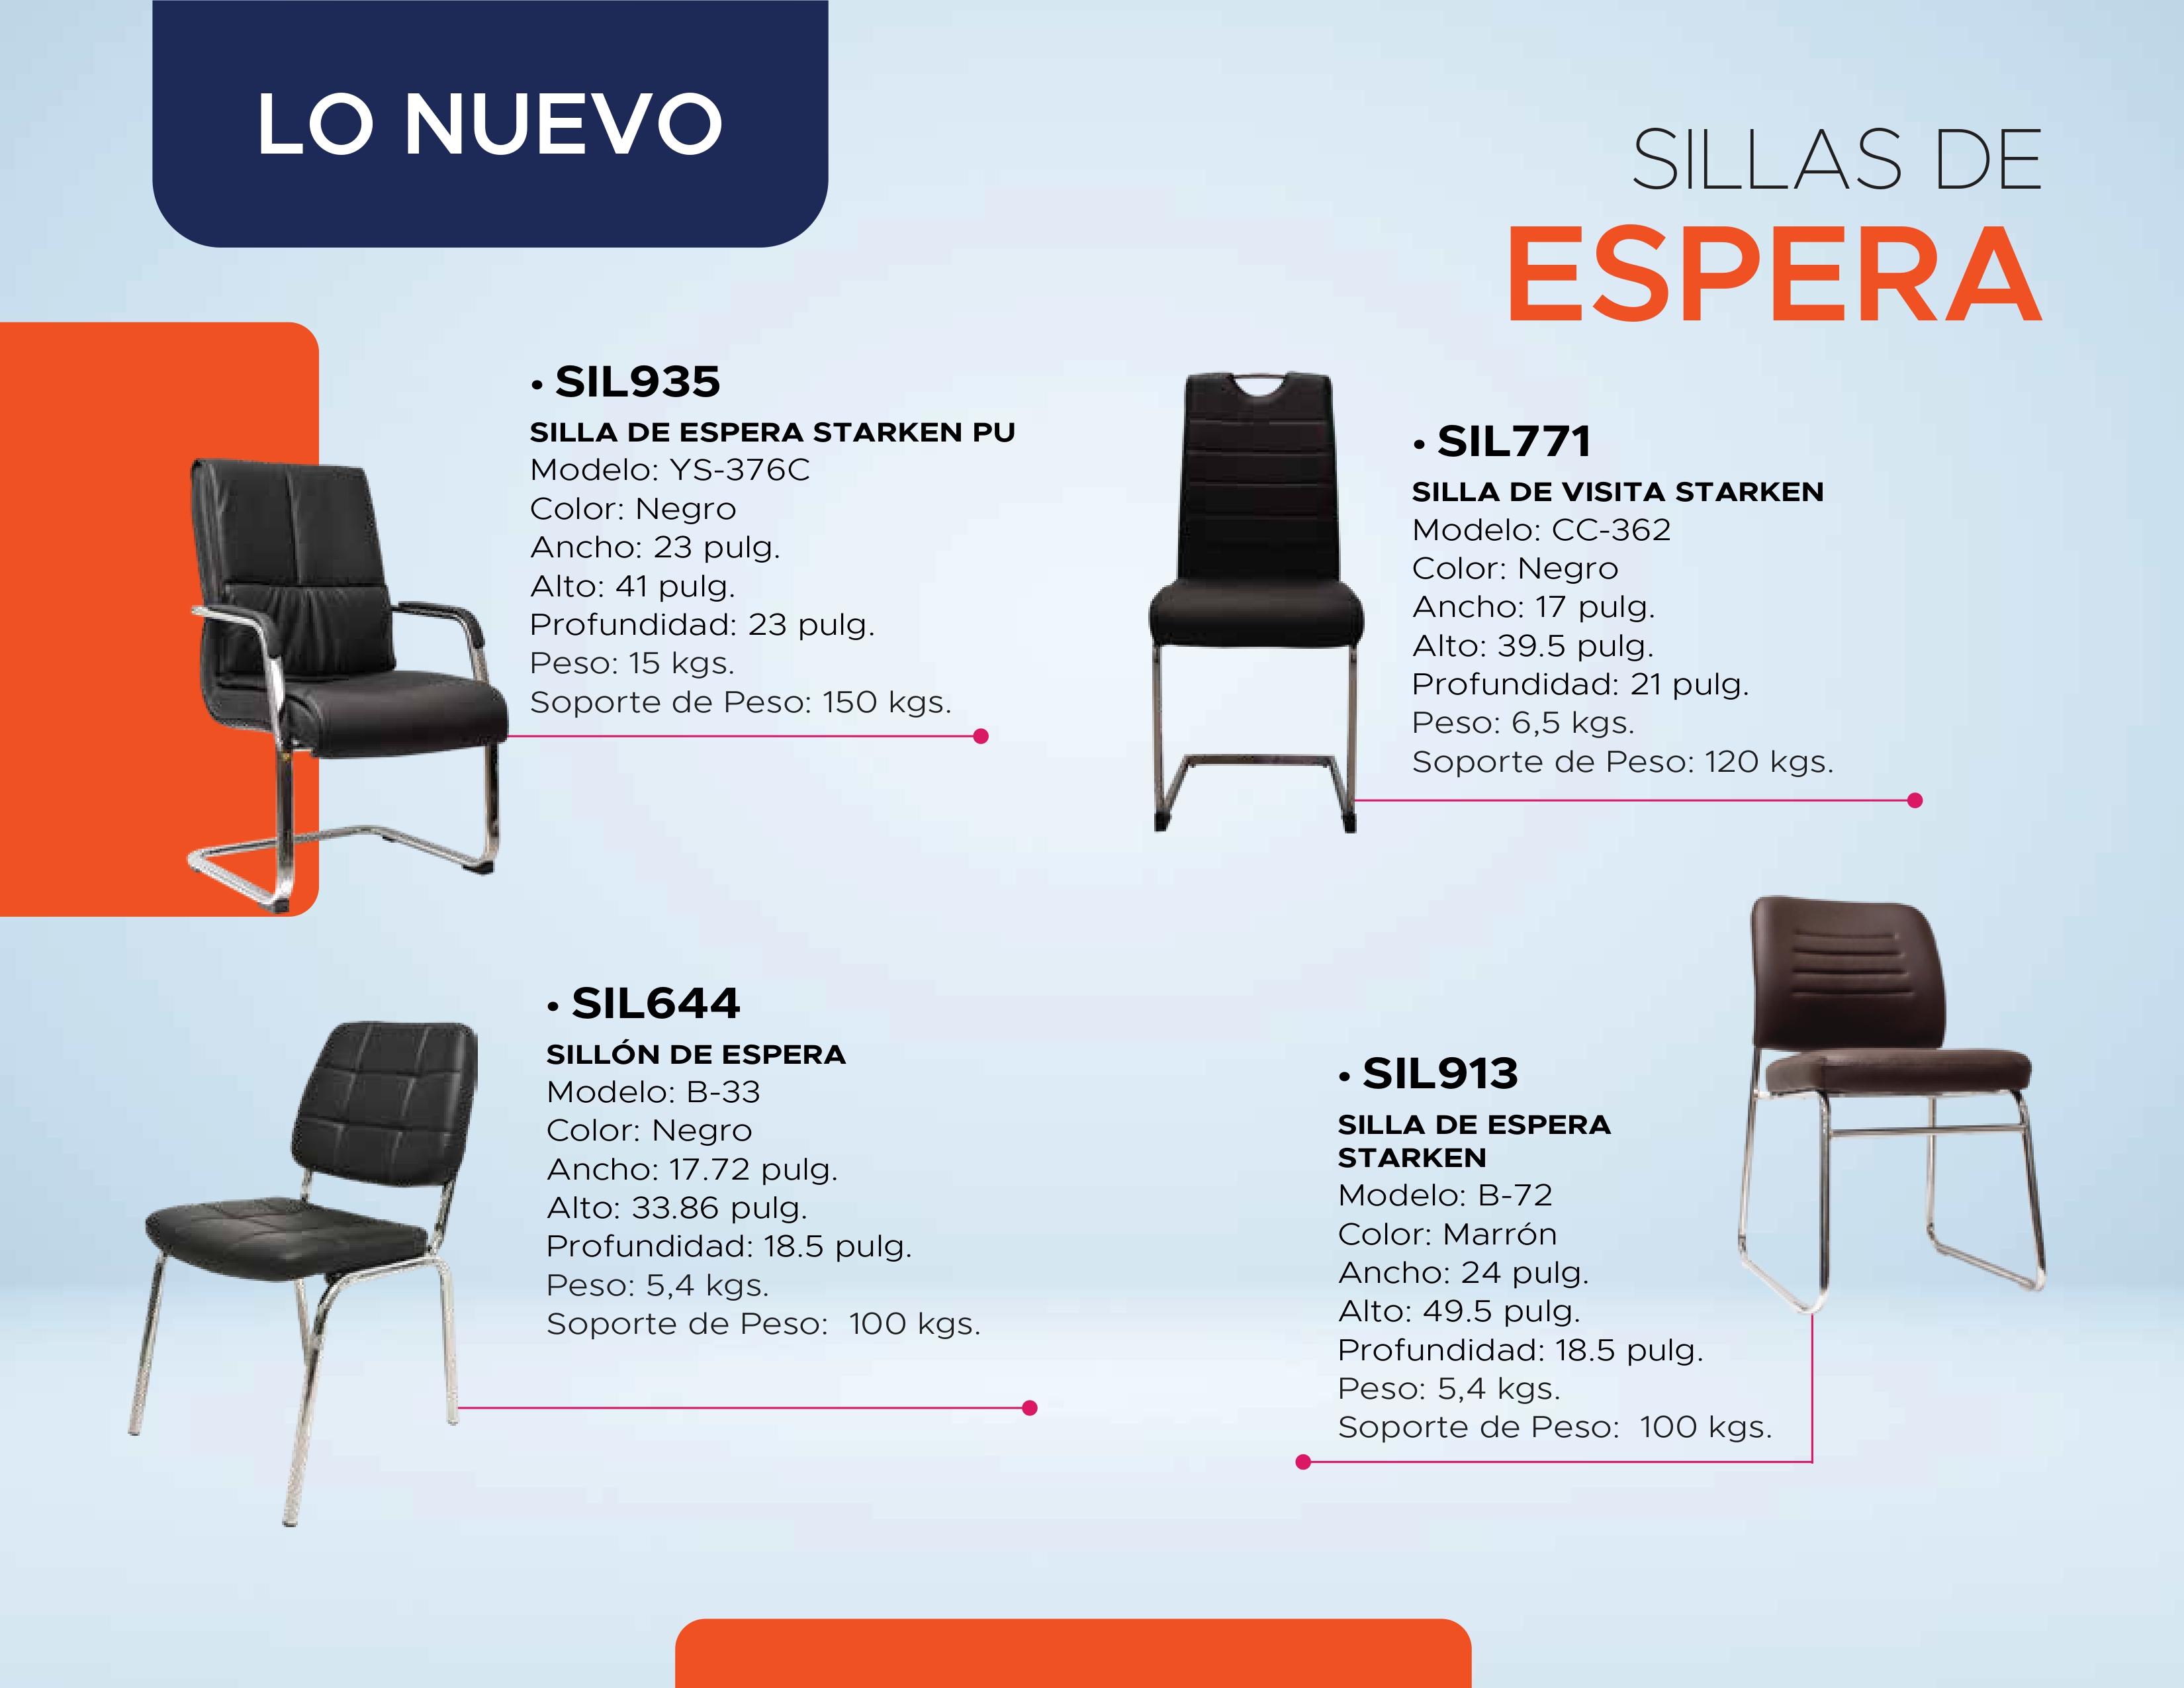 LO NUEVO
SILLAS DE
ESPERA
• SIL935
SILLA DE ESPERA STARKEN PU
Modelo: YS-376C
Color: Negro
Ancho: 23 pulg.
Alto: 41 pulg.
Profundidad: 23 pulg.
Peso: 15 kgs.
Soporte de Peso: 150 kgs.
• SIL771
SILLA DE VISITA STARKEN
Modelo: CC-362
Color: Negro
Ancho: 17 pulg.
Alto: 39.5 pulg.
Profundidad: 21 pulg.
Peso: 6,5 kgs.
Soporte de Peso: 120 kgs.
• SIL644
SILLÓN DE ESPERA
Modelo: B-33
Color: Negro
Ancho: 17.72 pulg.
Alto: 33.86 pulg.
Profundidad: 18.5 pulg.
Peso: 5,4 kgs.
Soporte de Peso:  100 kgs.
• SIL913
SILLA DE ESPERA
STARKEN
Modelo: B-72
Color: Marrón
Ancho: 24 pulg.
Alto: 49.5 pulg.
Profundidad: 18.5 pulg.
Peso: 5,4 kgs.
Soporte de Peso:  100 kgs.